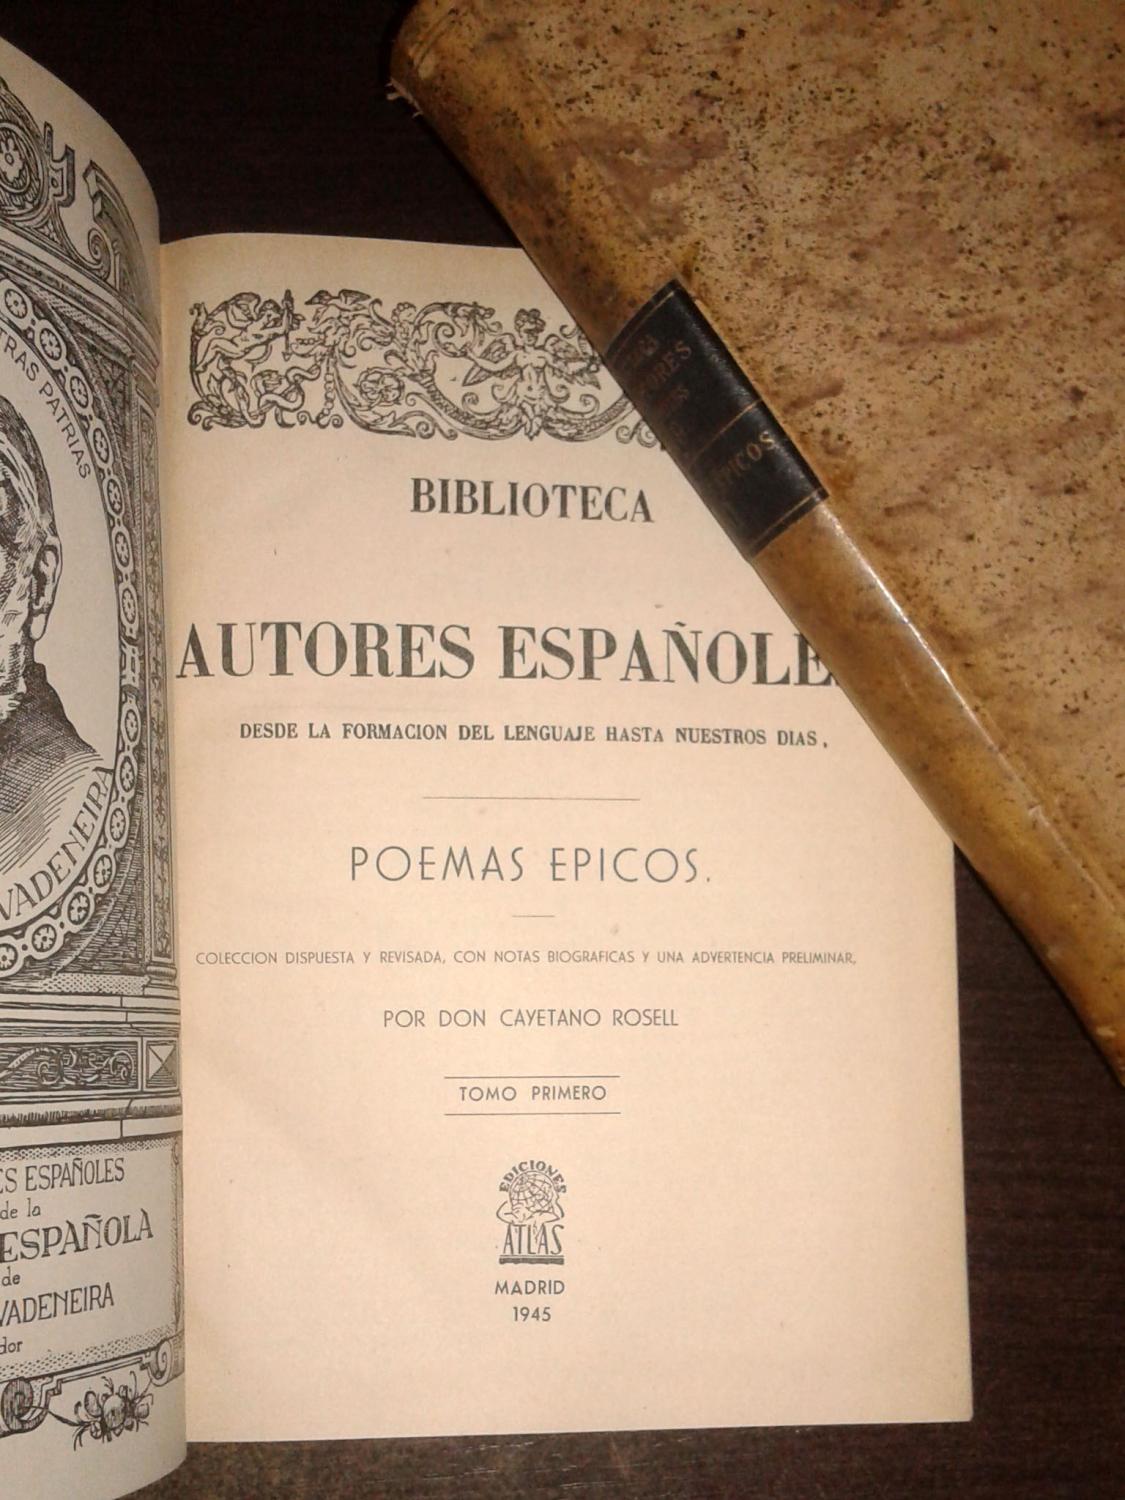 TRAS PATRIAS
VADENEIRA
ES ESPAÑOLES
de la
ESPAÑOLA
de
VADENEIRA
dor
BIBLIOTECA
AUTORES ESPAÑOLE
DESDE LA FORMACION DEL LENGUAJE HASTA NUESTROS DIAS,
POEMAS EPICOS.
COLECCION DISPUESTA Y REVISADA, CON NOTAS BIOGRAFICAS Y UNA ADVERTENCIA PRELIMINAR,
POR DON CAYETANO ROSELL
TOMO PRIMERO
EDICIONES
ATLAS
MADRID
1945
ORES
EPICOS